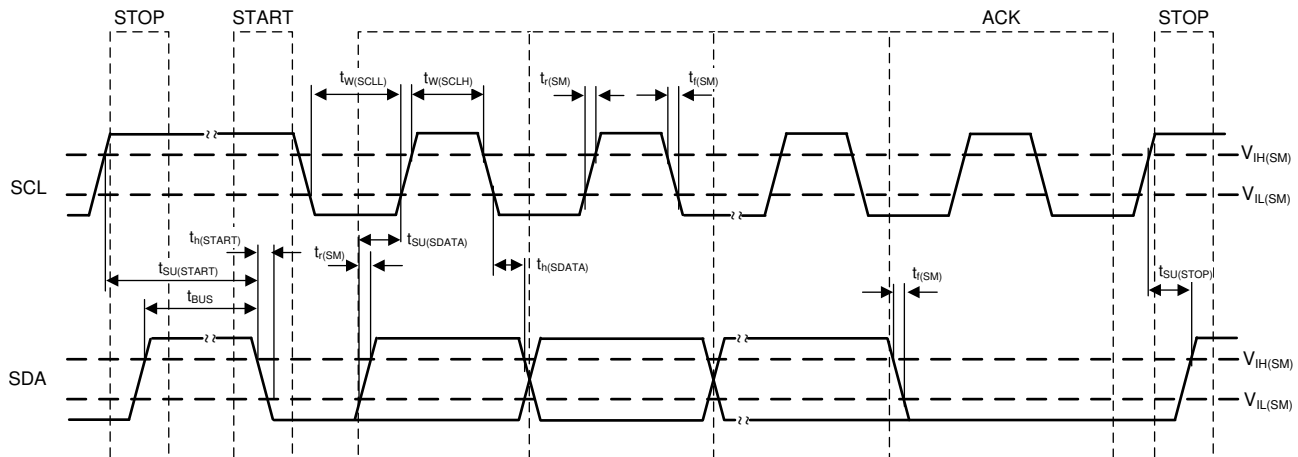 STOP START ACK STOP
tW(SCLL) tW(SCLH) tr(SM) tf(SM)
VIH(SM)
SCL
VIL(SM)
th(START) tSU(SDATA)
tr(SM) th(SDATA)
tSU(START) tf(SM) tSU(STOP)
tBUS
VIH(SM)
SDA
VIL(SM)